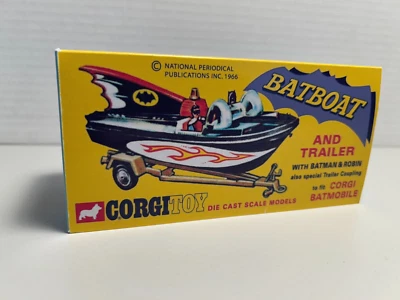 © NATIONAL PERIODICAL
PUBLICATIONS INC. 1966
BATBOAT
AND
TRAILER
WITH BATMAN & ROBIN
also special Trailer Coupling
to fit CORGI
BATMOBILE
CORGI TOY
DIE CAST SCALE MODELS